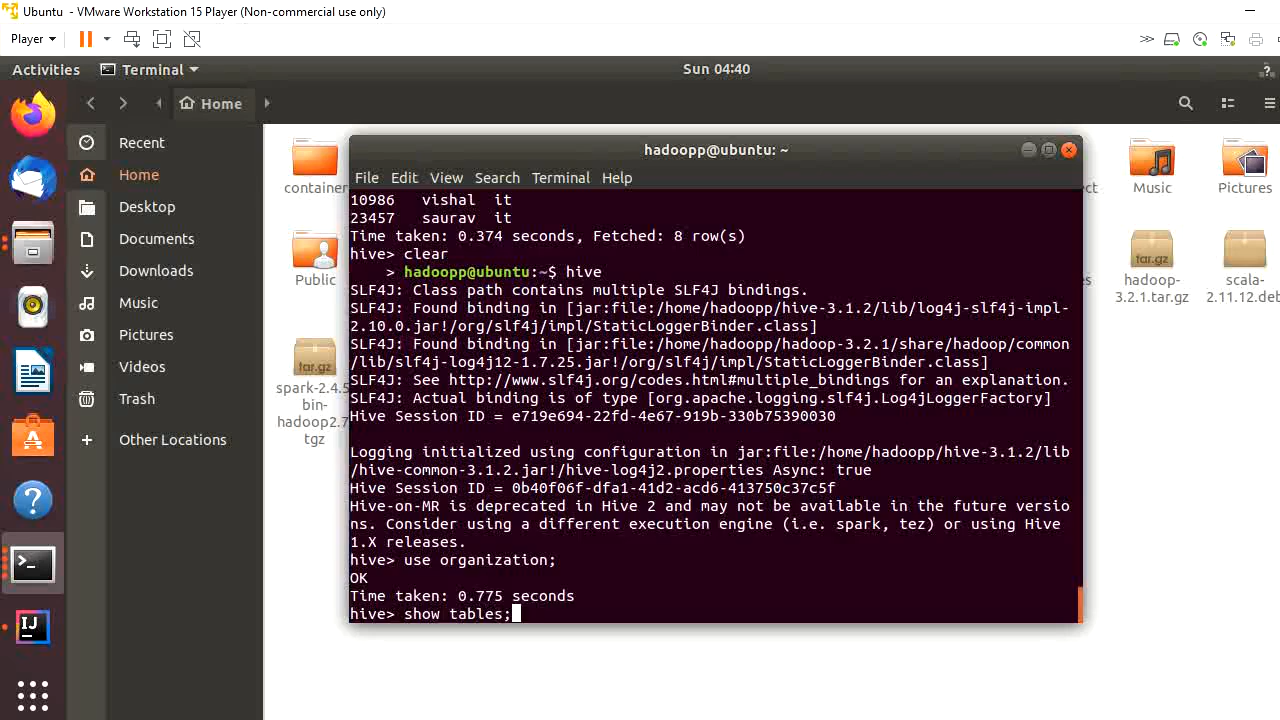 Ubuntu - VMware Workstation 15 Player (Non-commercial use only)
Player
Activities
Terminal
Sun 04:40
Home
Recent
Home
Desktop
Documents
Downloads
Music
Pictures
Videos
Trash
Other Locations
container
Public
tar.gz
spark-2.4.5
bin-
hadoop2.7
tgz
Music
Pictures
tar.gz
hadoop-
3.2.1.tar.gz
scala-
2.11.12.deb
hadoopp@ubuntu: ~
File Edit View Search Terminal Help
10986 vishal it
23457 saurav it
Time taken: 0.374 seconds, Fetched: 8 row(s)
hive> clear
> hadoopp@ubuntu:~$ hive
SLF4J: Class path contains multiple SLF4J bindings.
SLF4J: Found binding in [jar:file:/home/hadoopp/hive-3.1.2/lib/log4j-slf4j-impl-
2.10.0.jar!/org/slf4j/impl/StaticLoggerBinder.class]
SLF4J: Found binding in [jar:file:/home/hadoopp/hadoop-3.2.1/share/hadoop/common
/lib/slf4j-log4j12-1.7.25.jar!/org/slf4j/impl/StaticLoggerBinder.class]
SLF4J: See http://www.slf4j.org/codes.html#multiple_bindings for an explanation.
SLF4J: Actual binding is of type [org.apache.logging.slf4j.Log4jLoggerFactory]
Hive Session ID = e719e694-22fd-4e67-919b-330b75390030
Logging initialized using configuration in jar:file:/home/hadoopp/hive-3.1.2/lib
/hive-common-3.1.2.jar!/hive-log4j2.properties Async: true
Hive Session ID = 0b40f06f-dfa1-41d2-acd6-413750c37c5f
Hive-on-MR is deprecated in Hive 2 and may not be available in the future versio
ns. Consider using a different execution engine (i.e. spark, tez) or using Hive
1.X releases.
hive> use organization;
OK
Time taken: 0.775 seconds
hive> show tables;